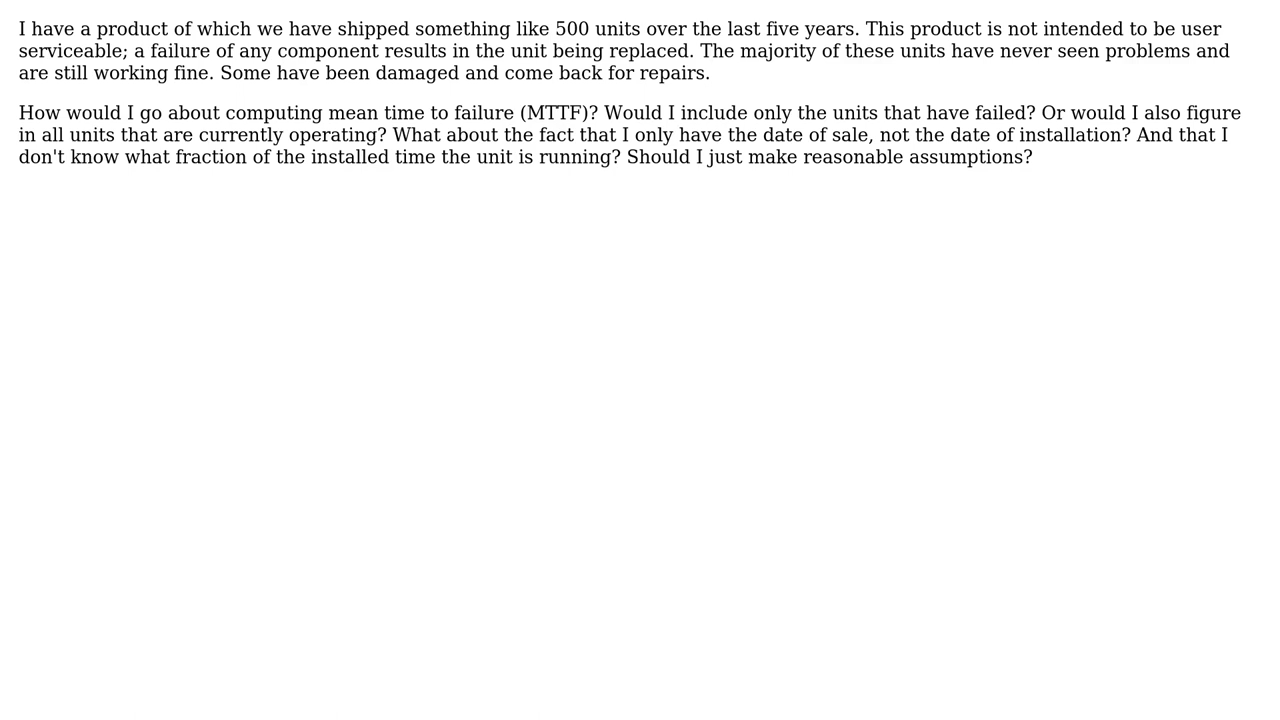 I have a product of which we have shipped something like 500 units over the last five years. This product is not intended to be user
serviceable; a failure of any component results in the unit being replaced. The majority of these units have never seen problems and
are still working fine. Some have been damaged and come back for repairs.
How would I go about computing mean time to failure (MTTF)? Would I include only the units that have failed? Or would I also figure
in all units that are currently operating? What about the fact that I only have the date of sale, not the date of installation? And that I
don't know what fraction of the installed time the unit is running? Should I just make reasonable assumptions?